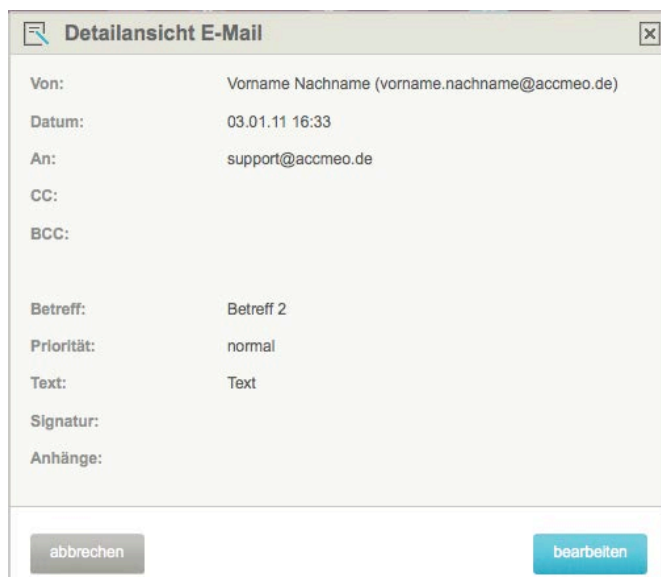 Detailansicht E-Mail
Von: Vorname Nachname (vorname.nachname@accmeo.de)
Datum: 03.01.11 16:33
An: support@accmeo.de
CC:
BCC:
Betreff: Betreff 2
Priorität: normal
Text: Text
Signatur:
Anhänge:
abbrechen bearbeiten